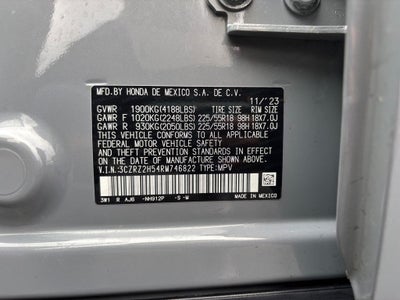 MFD.BY HONDA DE MEXICO S.A. DE C.V.
11/'23
GVWR 1900KG(4188LBS) TIRE SIZE RIM SIZE
GAWR F 1020KG(2248LBS) 225/55R18 98H 18X7.0J
GAWR R 930KG(2050LBS) 225/55R18 98H 18X7.0J
THIS VEHICLE CONFORMS TO ALL APPLICABLE
FEDERAL MOTOR VEHICLE SAFETY AND
THEFT PREVENTION STANDARDS IN EFFECT ON
THE DATE OF MANUFACTURE SHOWN ABOVE.
V.I.N:3CZRZ2H54RM746822 TYPE:MPV
3W1 R AJ6 -NH912P -S -W MADE IN MEXICO